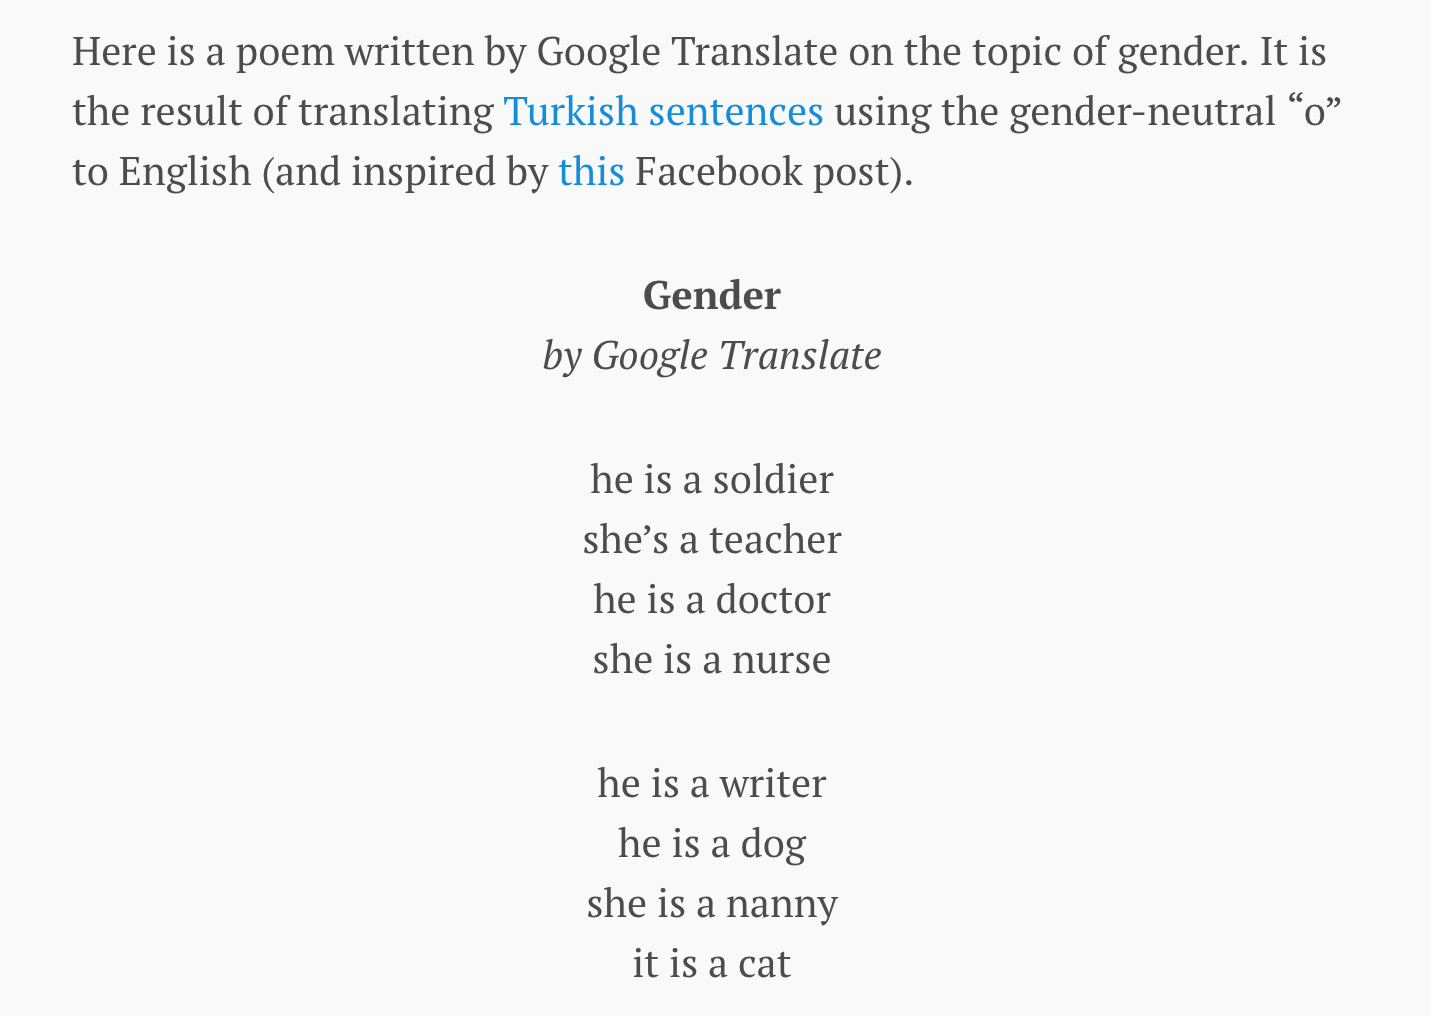 Here is a poem written by Google Translate on the topic of gender. It is
the result of translating Turkish sentences using the gender-neutral “o”
to English (and inspired by this Facebook post).
Gender
by Google Translate
he is a soldier
she’s a teacher
he is a doctor
she is a nurse
he is a writer
he is a dog
she is a nanny
it is a cat